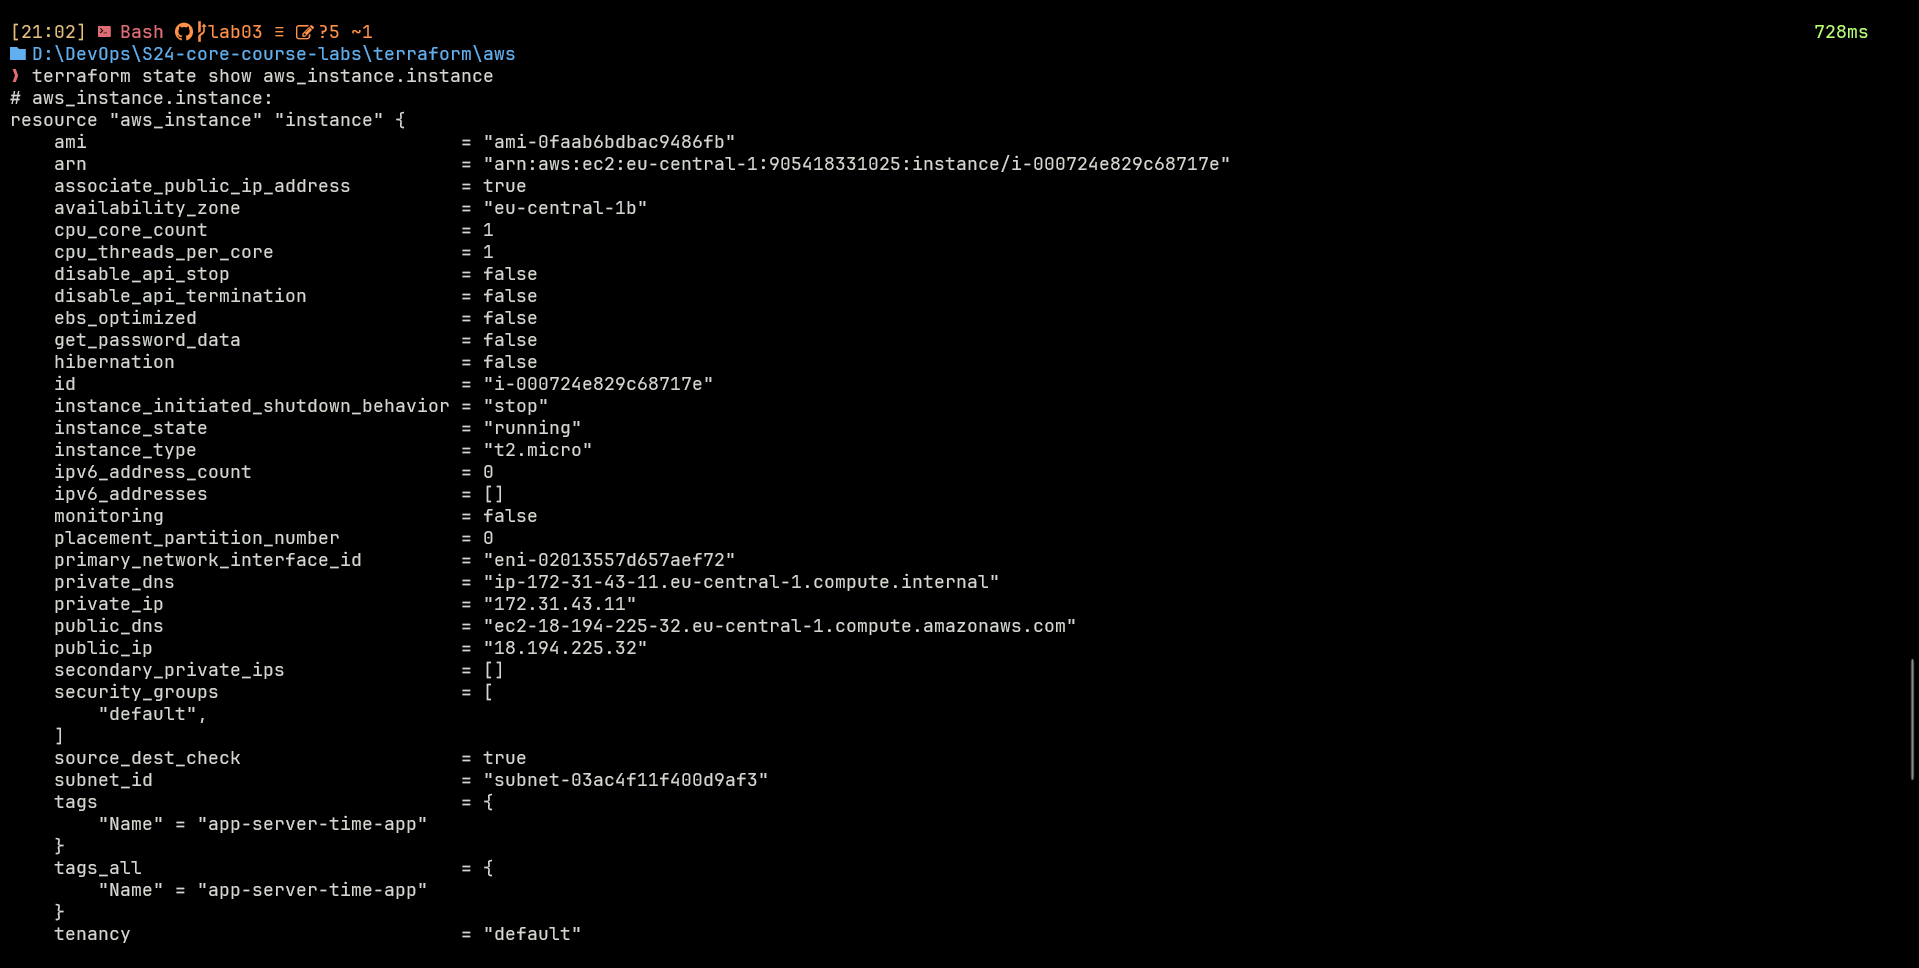 [21:02] Bash lab03 ≡ ?5 ~1 728ms
D:\DevOps\S24-core-course-labs\terraform\aws
❯ terraform state show aws_instance.instance
# aws_instance.instance:
resource "aws_instance" "instance" {
    ami                                  = "ami-0faab6bdbac9486fb"
    arn                                  = "arn:aws:ec2:eu-central-1:905418331025:instance/i-000724e829c68717e"
    associate_public_ip_address          = true
    availability_zone                    = "eu-central-1b"
    cpu_core_count                       = 1
    cpu_threads_per_core                 = 1
    disable_api_stop                     = false
    disable_api_termination              = false
    ebs_optimized                        = false
    get_password_data                    = false
    hibernation                          = false
    id                                   = "i-000724e829c68717e"
    instance_initiated_shutdown_behavior = "stop"
    instance_state                       = "running"
    instance_type                        = "t2.micro"
    ipv6_address_count                   = 0
    ipv6_addresses                       = []
    monitoring                           = false
    placement_partition_number           = 0
    primary_network_interface_id         = "eni-02013557d657aef72"
    private_dns                          = "ip-172-31-43-11.eu-central-1.compute.internal"
    private_ip                           = "172.31.43.11"
    public_dns                           = "ec2-18-194-225-32.eu-central-1.compute.amazonaws.com"
    public_ip                            = "18.194.225.32"
    secondary_private_ips                = []
    security_groups                      = [
        "default",
    ]
    source_dest_check                    = true
    subnet_id                            = "subnet-03ac4f11f400d9af3"
    tags                                 = {
        "Name" = "app-server-time-app"
    }
    tags_all                             = {
        "Name" = "app-server-time-app"
    }
    tenancy                              = "default"